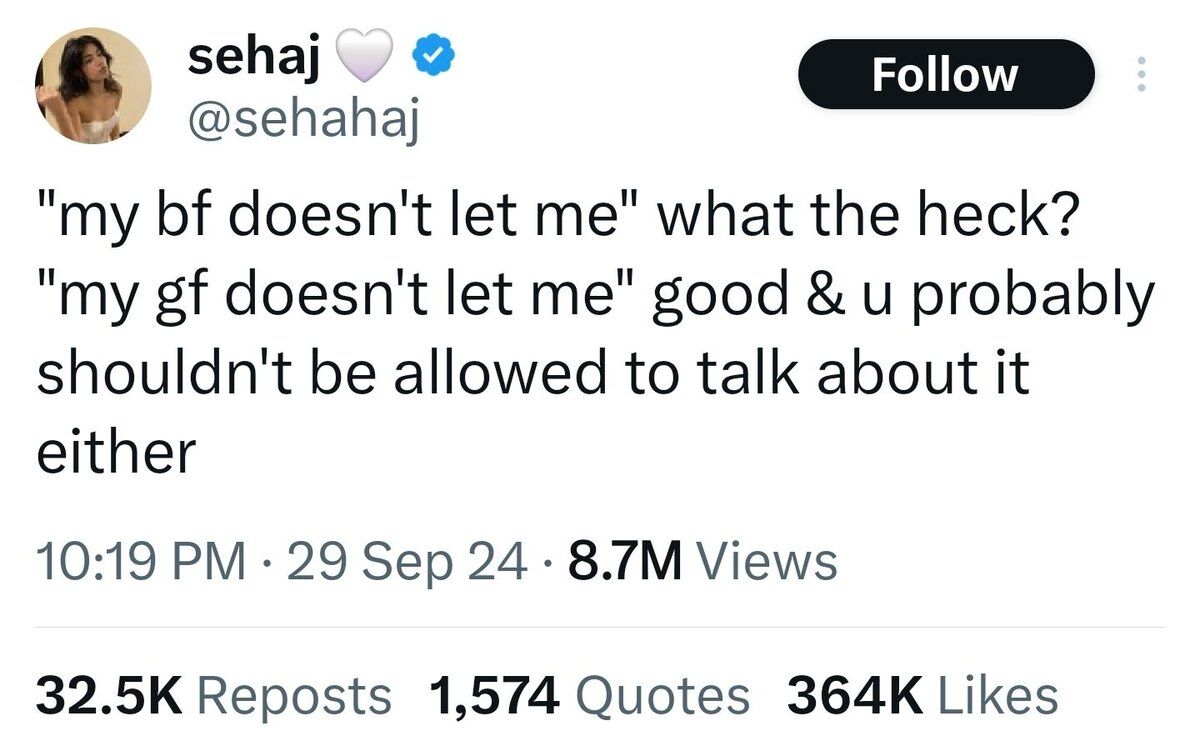 sehaj 🤍
@sehahaj
Follow
"my bf doesn't let me" what the heck?
"my gf doesn't let me" good & u probably
shouldn't be allowed to talk about it
either
10:19 PM · 29 Sep 24 · 8.7M Views
32.5K Reposts 1,574 Quotes 364K Likes